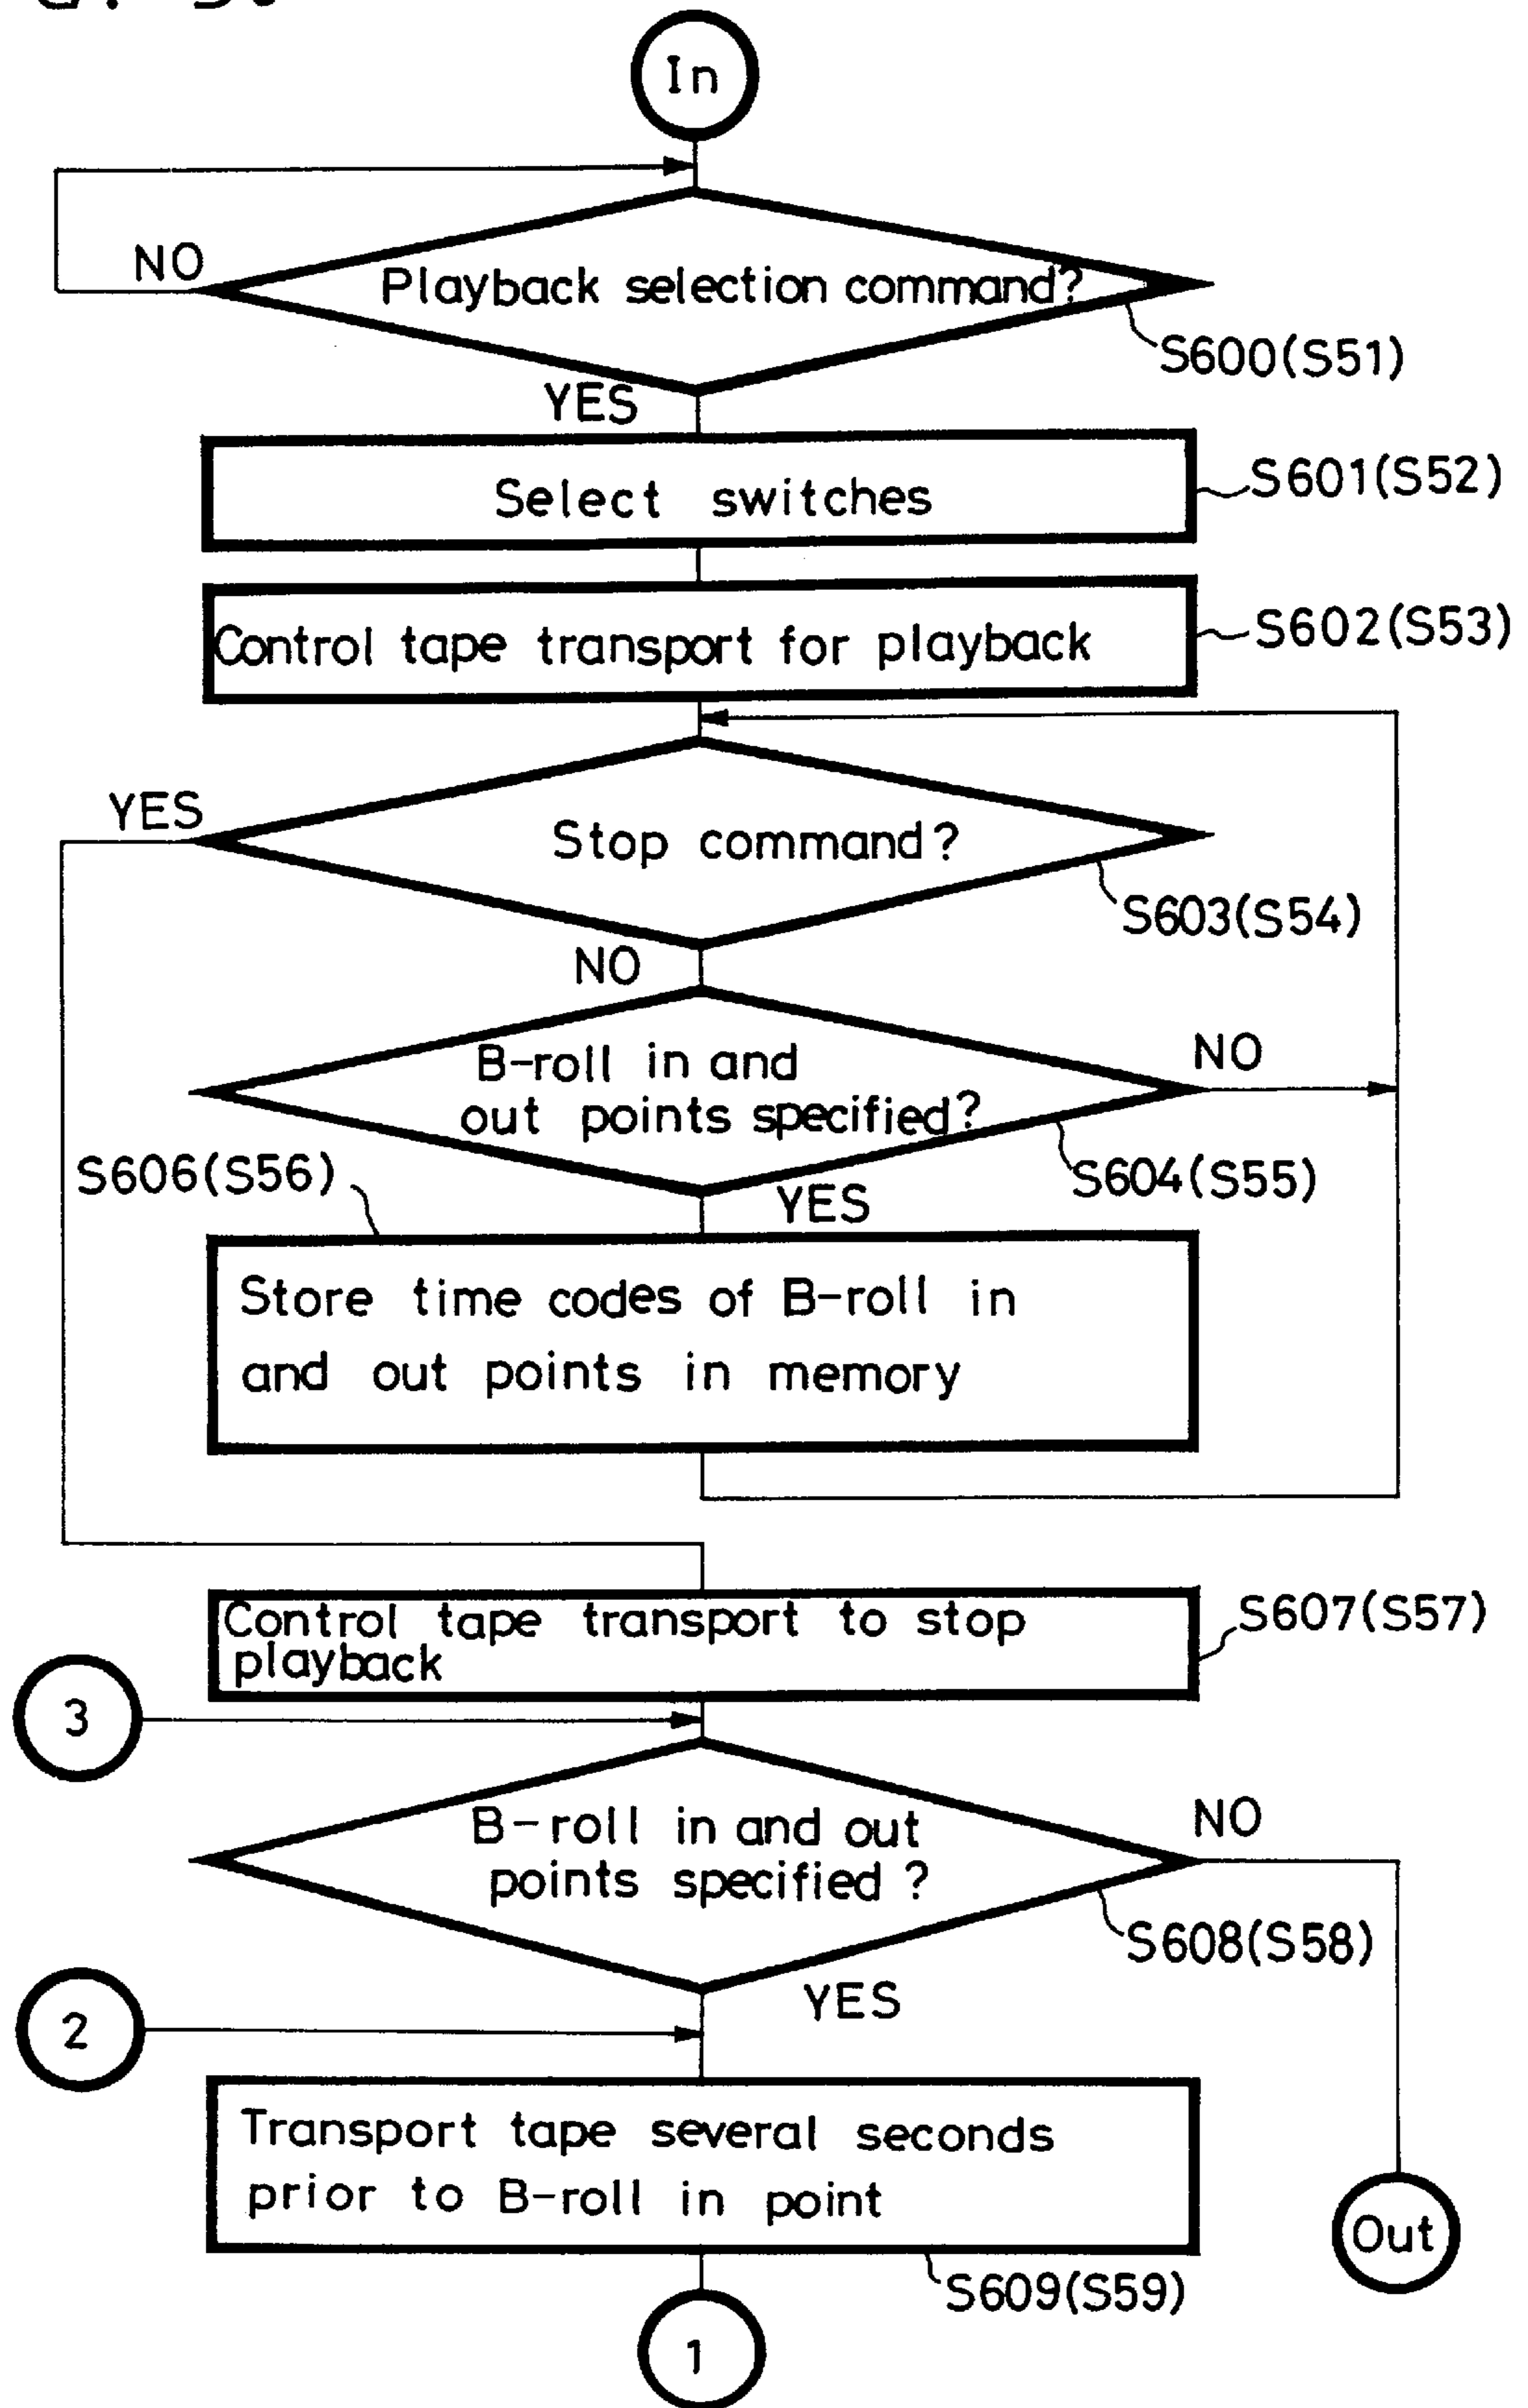 In
NO
Playback selection command?
S600(S51)
YES
Select switches
S601(S52)
Control tape transport for playback
S602(S53)
YES
Stop command?
S603(S54)
NO
B-roll in and
out points specified?
NO
S604(S55)
S606(S56)
YES
Store time codes of B-roll in
and out points in memory
Control tape transport to stop
playback
S607(S57)
3
B-roll in and out
points specified ?
NO
S608(S58)
YES
2
Transport tape several seconds
prior to B-roll in point
Out
S609(S59)
1